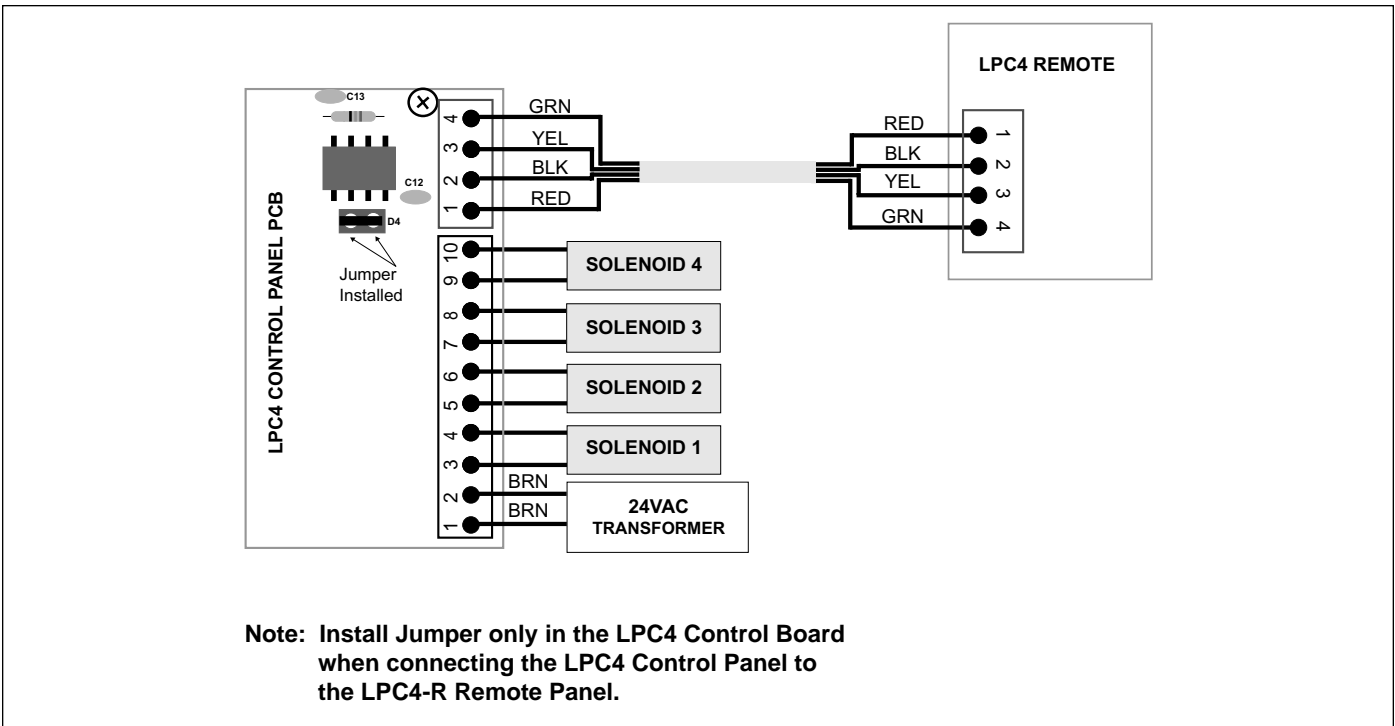 LPC4 REMOTE
C13
GRN
YEL
BLK
RED
4
3
2
1
RED
BLK
YEL
GRN
1
2
3
4
C12
D4
Jumper
Installed
LPC4 CONTROL PANEL PCB
10
9
8
7
6
5
4
3
2
1
SOLENOID 4
SOLENOID 3
SOLENOID 2
SOLENOID 1
BRN
BRN
24VAC
TRANSFORMER
Note: Install Jumper only in the LPC4 Control Board
when connecting the LPC4 Control Panel to
the LPC4-R Remote Panel.